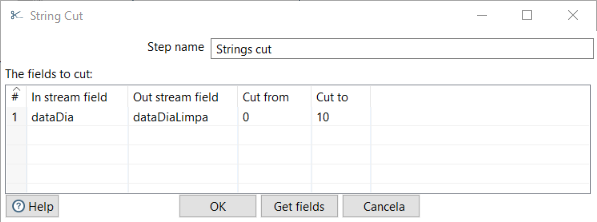 String Cut
Step name Strings cut
The fields to cut:
# In stream field Out stream field Cut from Cut to
1 dataDia dataDiaLimpa 0 10
Help OK Get fields Cancela